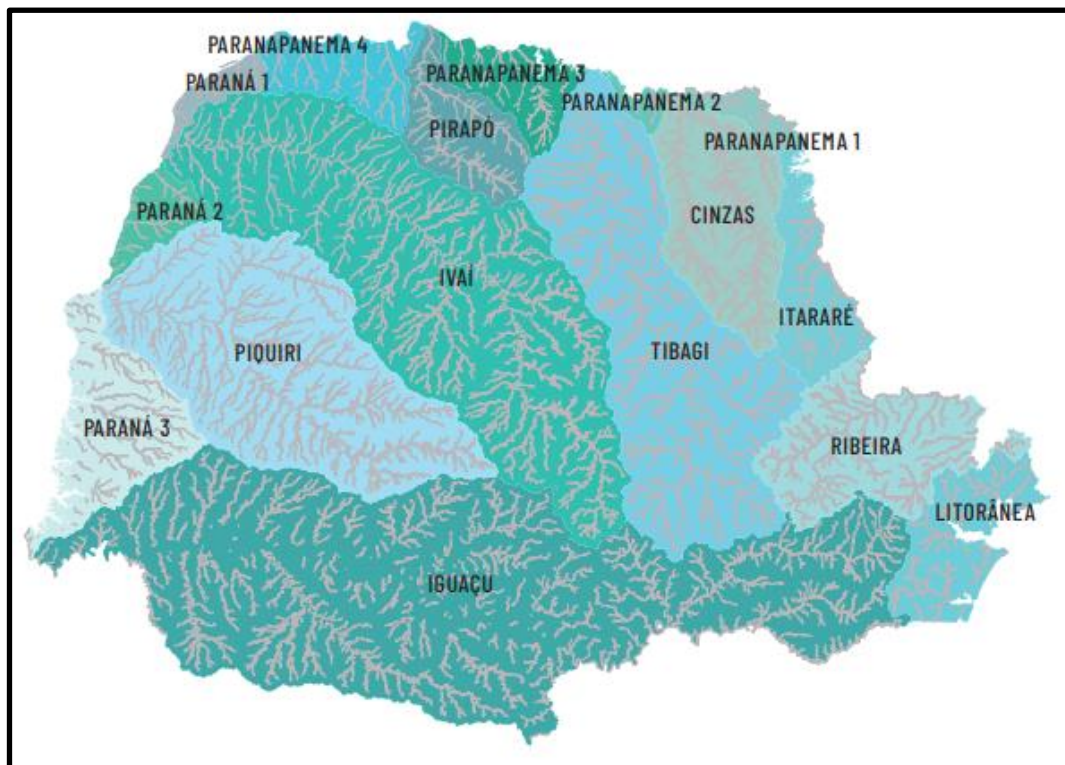 PARANAPANEMA 4
PARANAPANEMA 3
PARANÁ 1
PARANAPANEMA 2
PIRAPÓ
PARANAPANEMA 1
PARANÁ 2
CINZAS
IVAÍ
ITARARÉ
PIQUIRI
TIBAGI
PARANÁ 3
RIBEIRA
LITORÂNEA
IGUAÇU